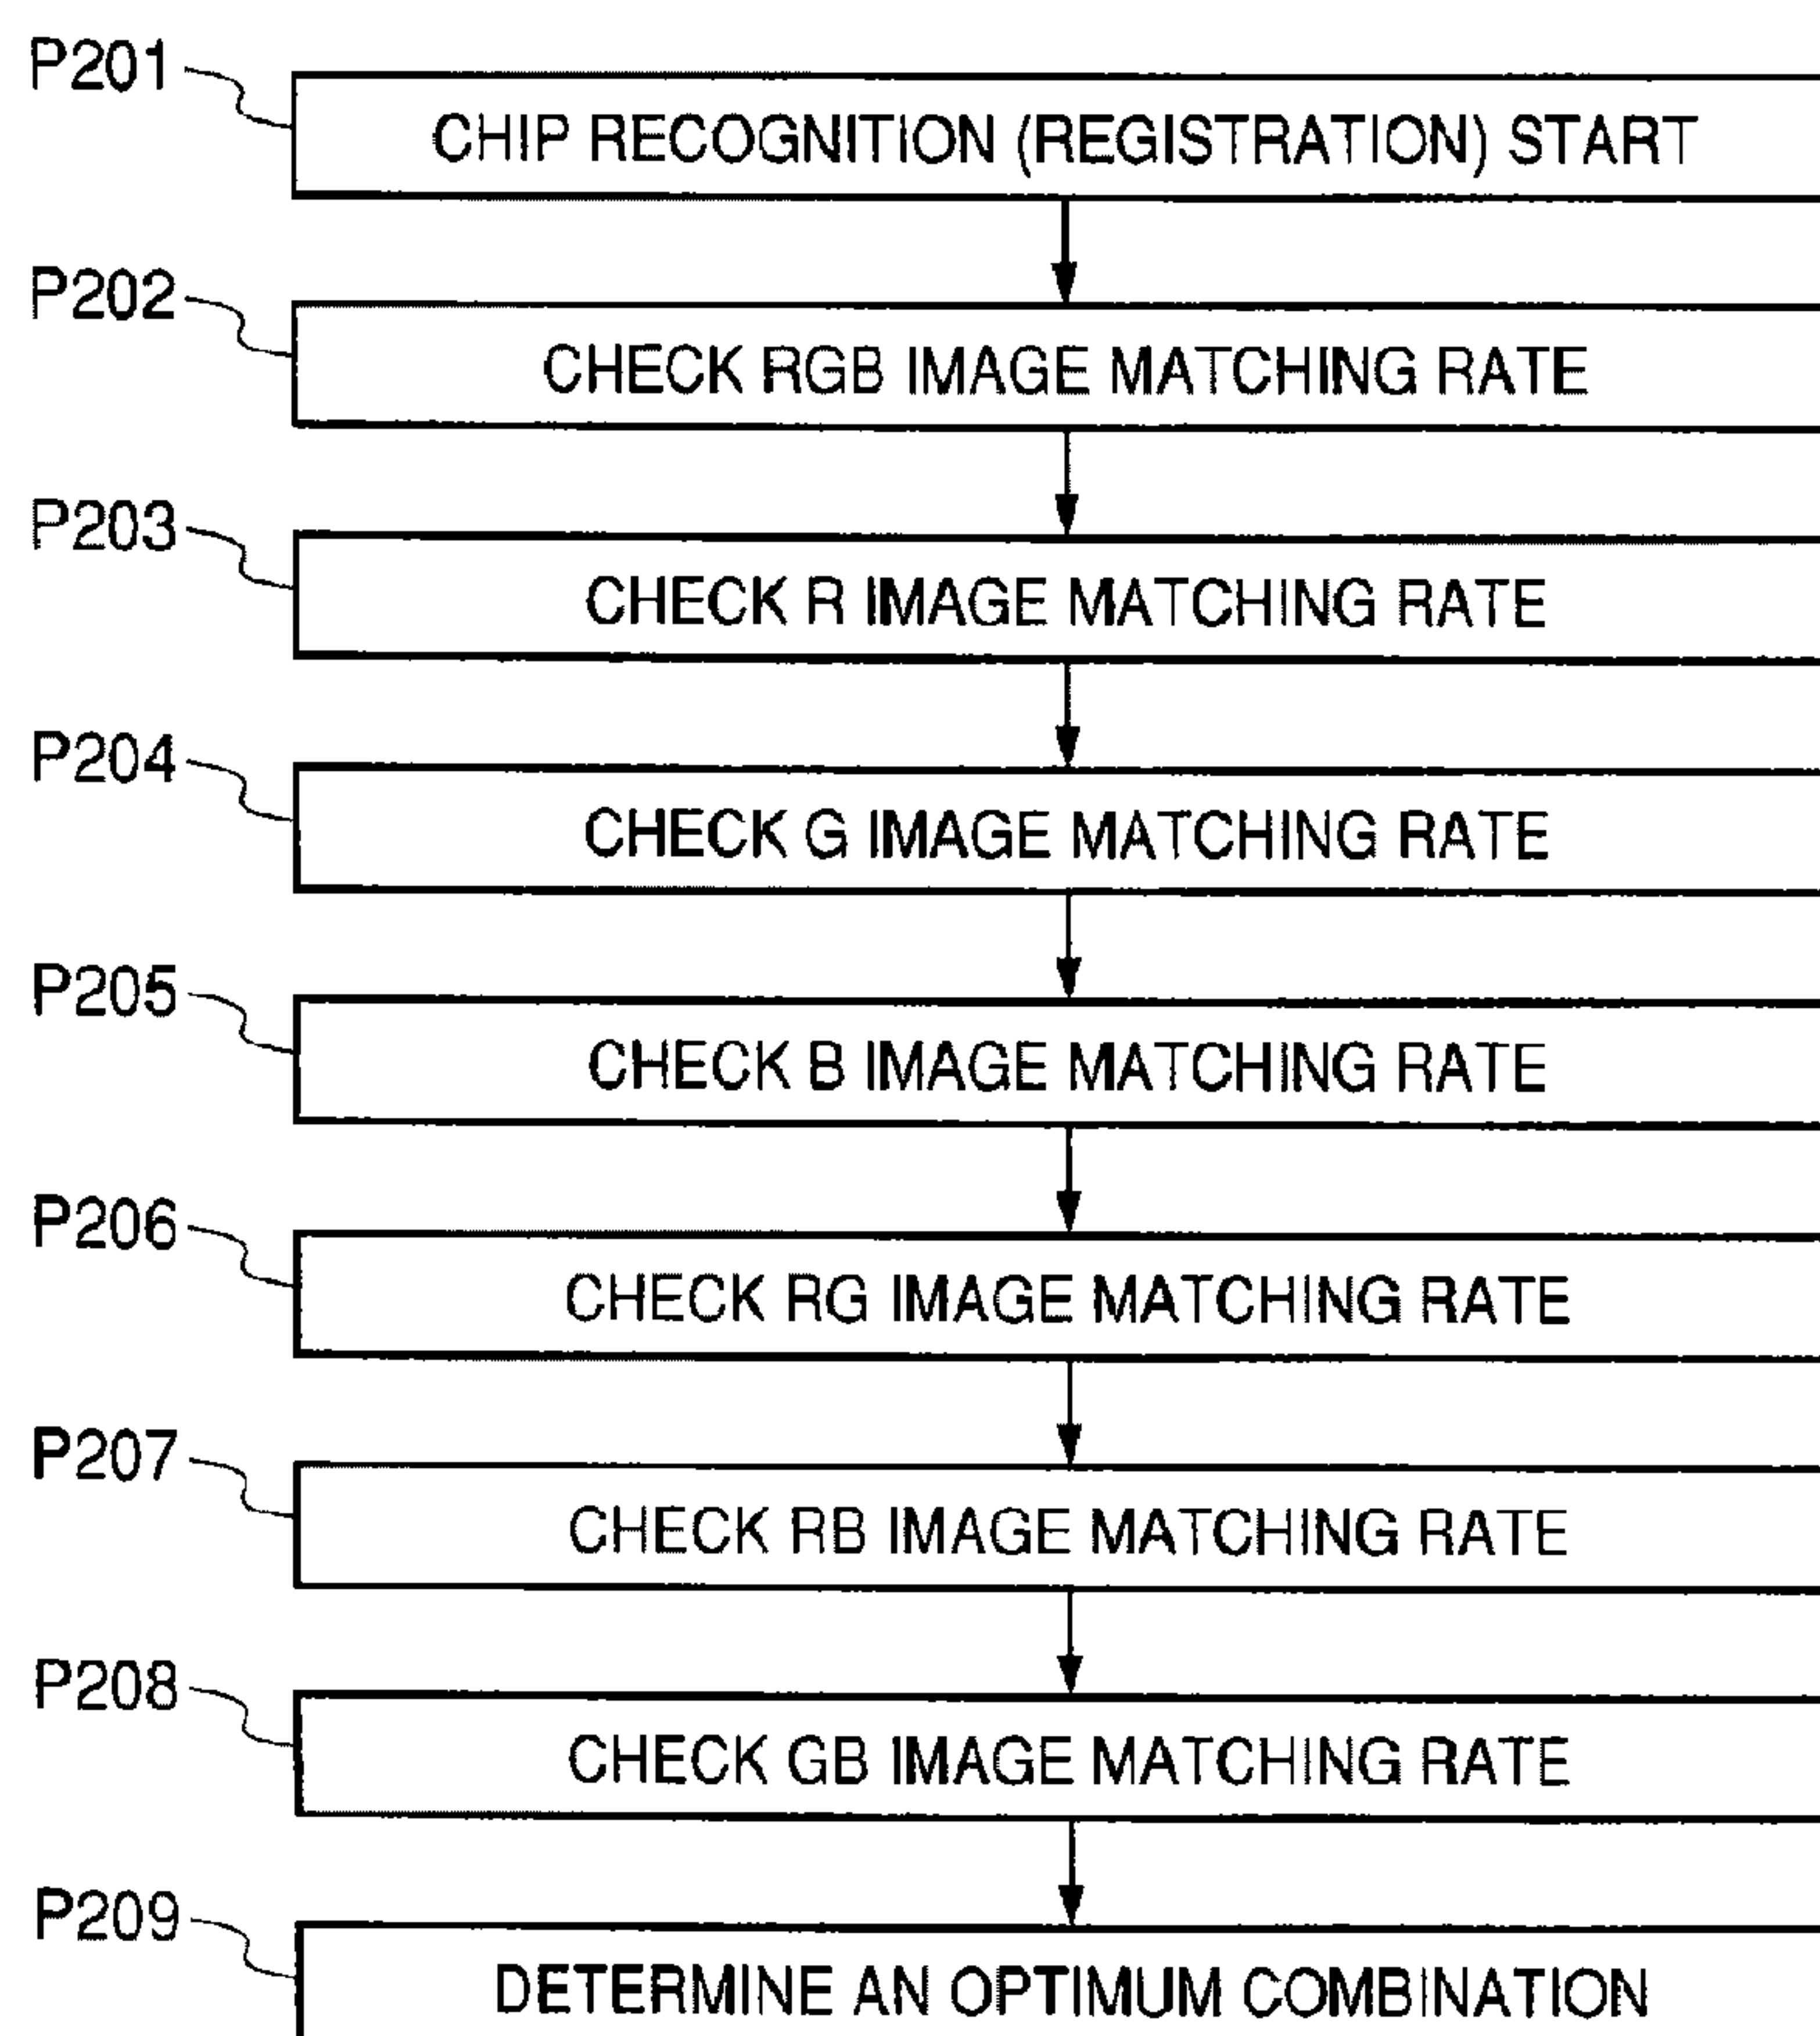 P201
CHIP RECOGNITION (REGISTRATION) START
P202
CHECK RGB IMAGE MATCHING RATE
P203
CHECK R IMAGE MATCHING RATE
P204
CHECK G IMAGE MATCHING RATE
P205
CHECK B IMAGE MATCHING RATE
P206
CHECK RG IMAGE MATCHING RATE
P207
CHECK RB IMAGE MATCHING RATE
P208
CHECK GB IMAGE MATCHING RATE
P209
DETERMINE AN OPTIMUM COMBINATION